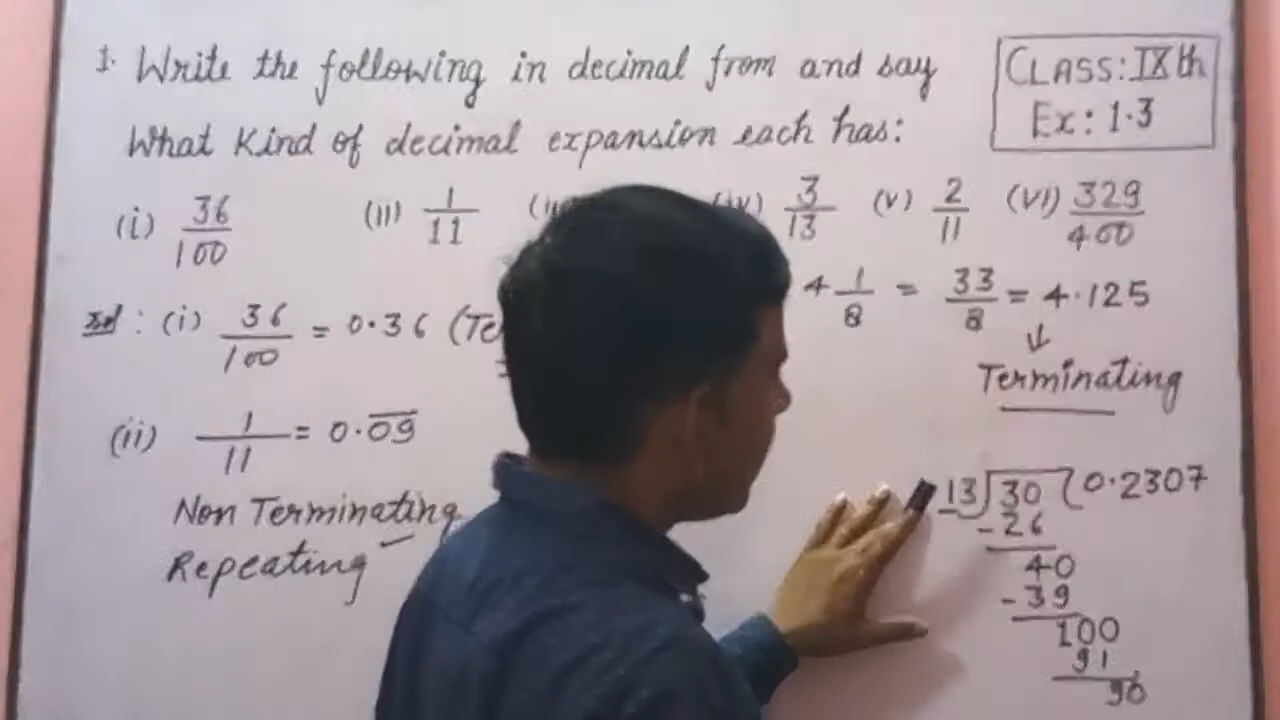 1. Write the following in decimal from and say
What Kind of decimal expansion each has:
CLASS: IXth
Ex: 1.3
(i) 36/100 (ii) 1/11 (iv) 3/13 (v) 2/11 (VI) 329/400
4 1/8 = 33/8 = 4.125
Terminating
Sol: (i) 36/100 = 0.36 (Te
(ii) 1/11 = 0.0̅9̅
Non Terminating
Repeating
13)30(0.2307
-26
40
-39
100
91
90